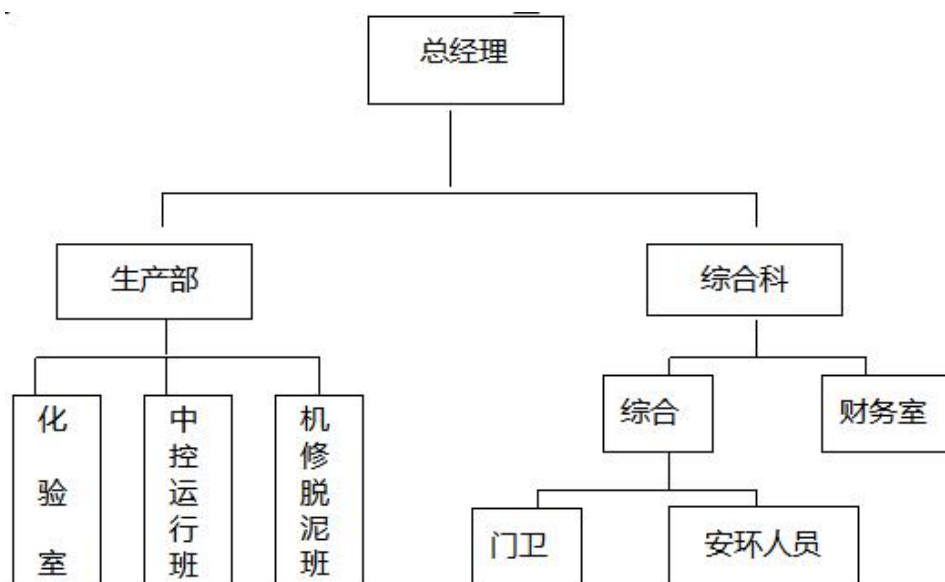 总经理
生产部
综合科
综合
财务室
化验室
中控运行班
机修脱泥班
门卫
安环人员